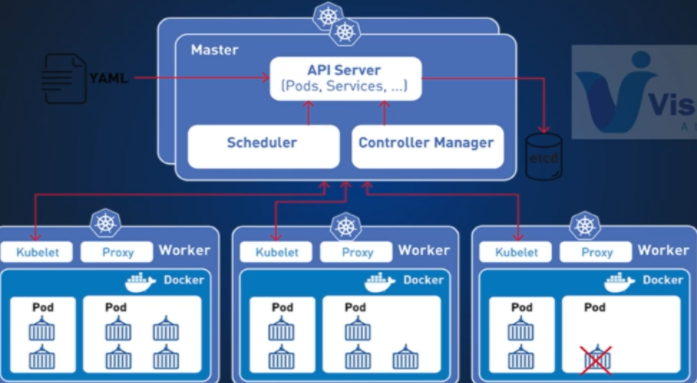 Master
YAML
API Server
(Pods, Services, ...)
Scheduler
Controller Manager
etcd
Vis
Kubelet
Proxy
Worker
Docker
Pod
Pod
Kubelet
Proxy
Worker
Docker
Pod
Pod
Kubelet
Proxy
Worker
Docker
Pod
Pod